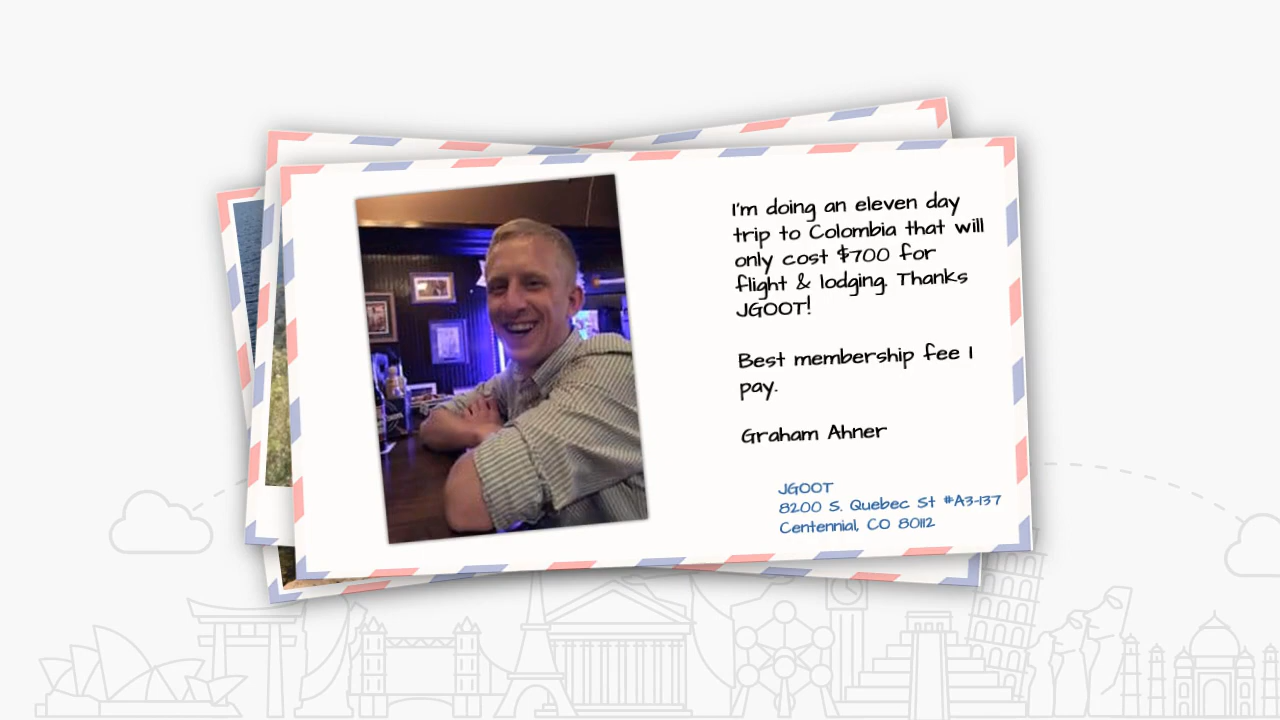 I'm doing an eleven day
trip to Colombia that will
only cost $700 for
flight & lodging. Thanks
JGOOT!
Best membership fee I
pay.
Graham Ahner
JGOOT
8200 S. Quebec St #A3-137
Centennial, CO 80112